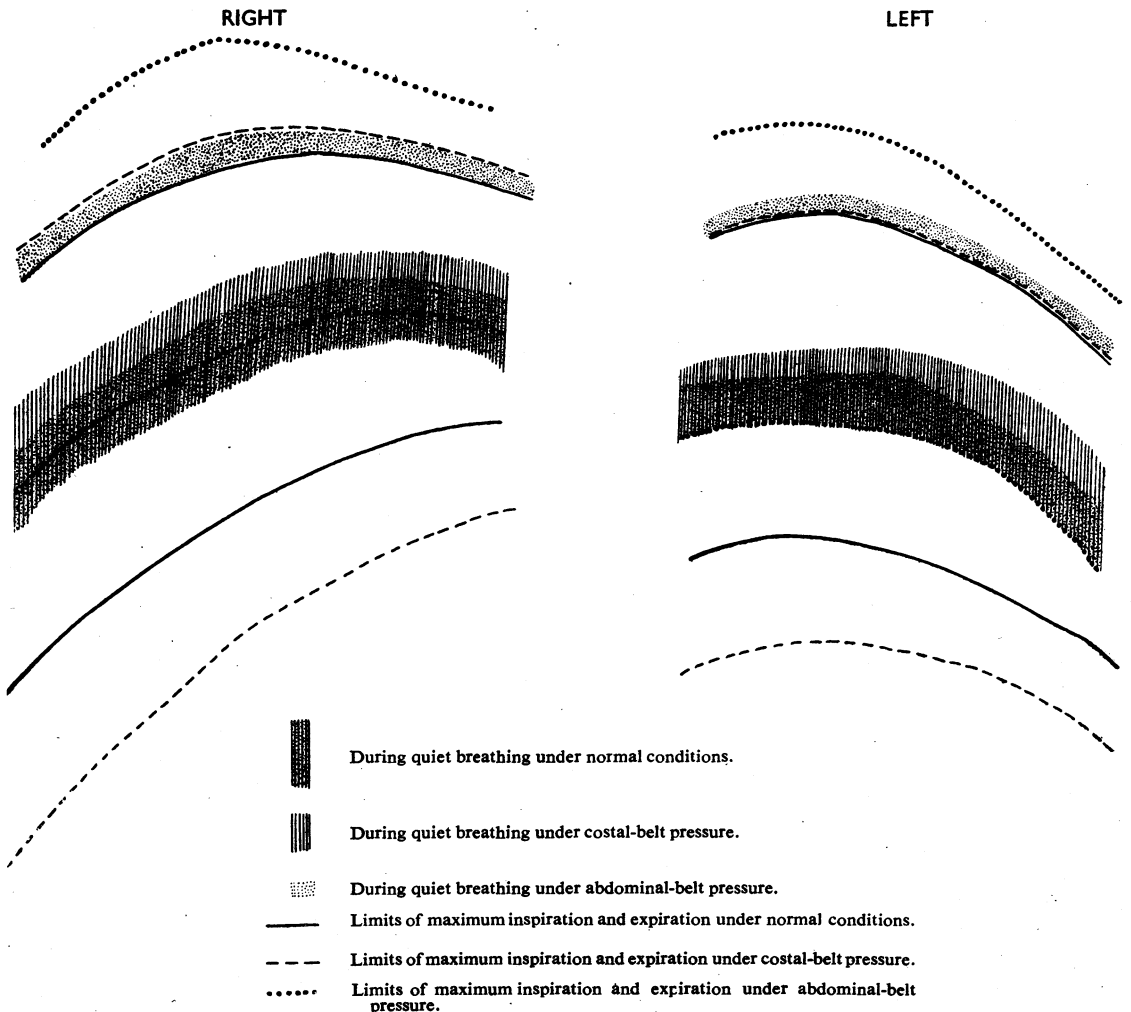 RIGHT
LEFT
During quiet breathing under normal conditions.
During quiet breathing under costal-belt pressure.
During quiet breathing under abdominal-belt pressure.
Limits of maximum inspiration and expiration under normal conditions.
Limits of maximum inspiration and expiration under costal-belt pressure.
Limits of maximum inspiration and expiration under abdominal-belt
pressure.